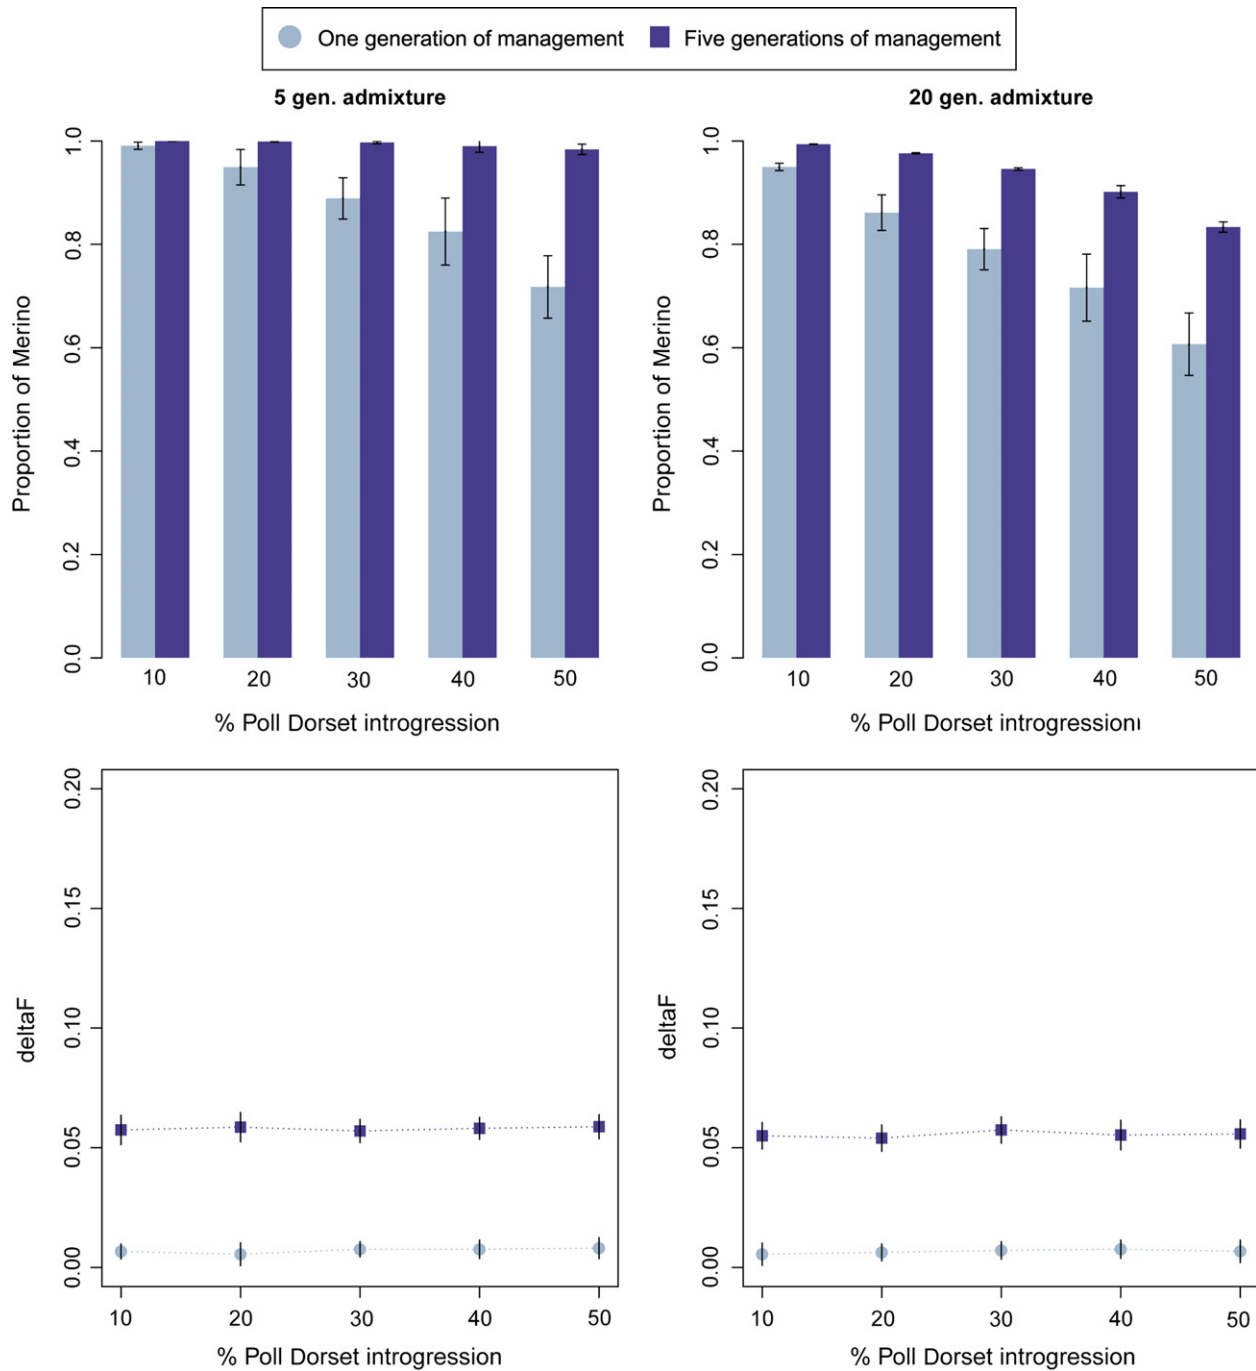 One generation of management Five generations of management
5 gen. admixture
20 gen. admixture
Proportion of Merino
1.0
0.8
0.6
0.4
0.2
0.0
10 20 30 40 50
% Poll Dorset introgression
Proportion of Merino
1.0
0.8
0.6
0.4
0.2
0.0
10 20 30 40 50
% Poll Dorset introgression
deltaF
0.20
0.15
0.10
0.05
0.00
10 20 30 40 50
% Poll Dorset introgression
deltaF
0.20
0.15
0.10
0.05
0.00
10 20 30 40 50
% Poll Dorset introgression